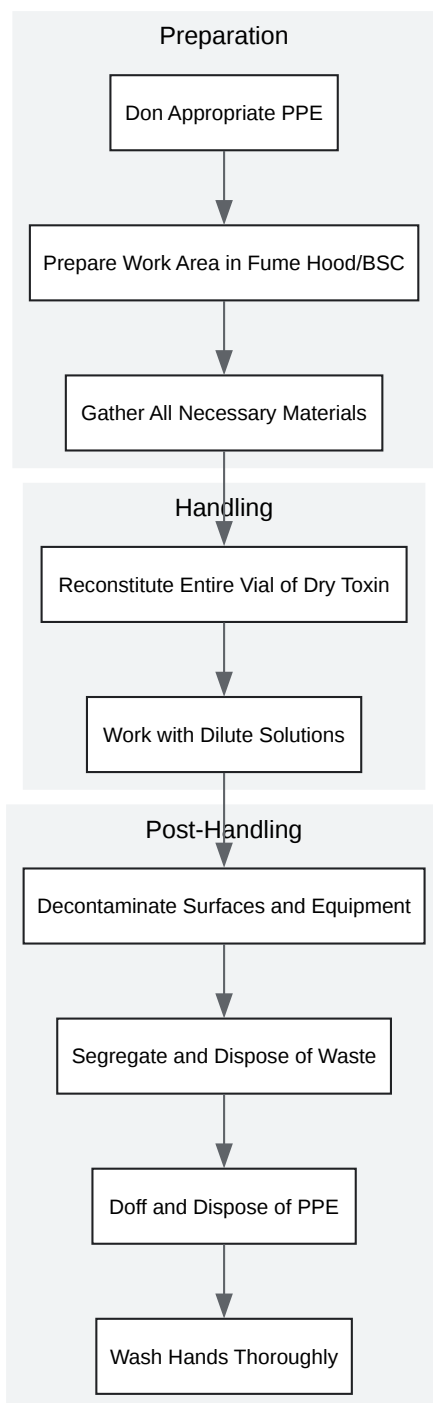 Preparation
Don Appropriate PPE
Prepare Work Area in Fume Hood/BSC
Gather All Necessary Materials
Handling
Reconstitute Entire Vial of Dry Toxin
Work with Dilute Solutions
Post-Handling
Decontaminate Surfaces and Equipment
Segregate and Dispose of Waste
Doff and Dispose of PPE
Wash Hands Thoroughly